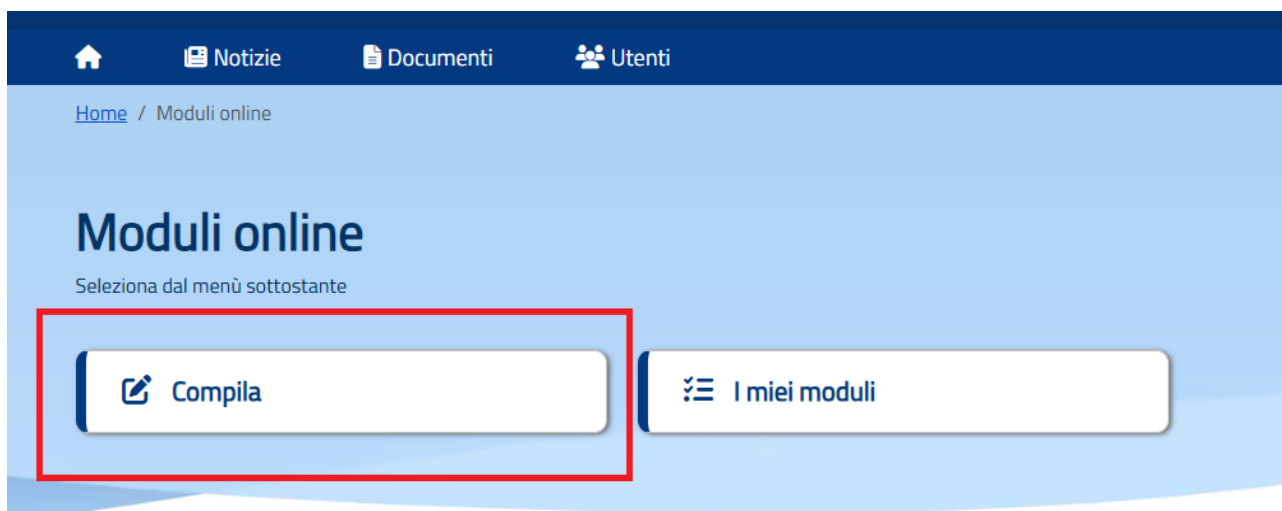 Notizie Documenti Utenti
Home / Moduli online
Moduli online
Seleziona dal menù sottostante
Compila I miei moduli